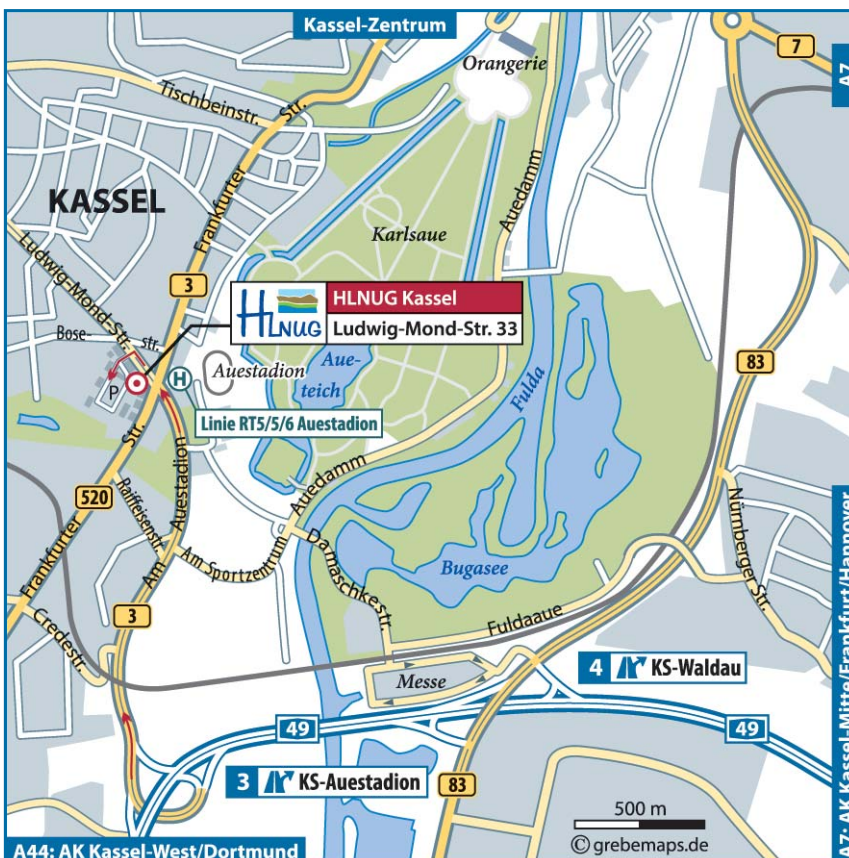 Kassel-Zentrum
Orangerie
7
A7
Tischbeinstr.
Frankfurter Str.
KASSEL
Karlsaue
Auedamm
Ludwig-Mond-Str.
3
HLNUG
HLNUG Kassel
Ludwig-Mond-Str. 33
Bose-
str.
83
P
H
Auestadion
Aue-
teich
Fulda
Linie RT5/5/6 Auestadion
520
Frankfurter Str.
Raiffeisenstr.
Am Auestadion
Auedamm
Am Sportzentrum
Damaschkestr.
Bugasee
Nürnberger Str.
Credestr.
3
Fuldaaue
Messe
4 KS-Waldau
49
49
3 KS-Auestadion
83
500 m
© grebemaps.de
A44: AK Kassel-West/Dortmund
A7: AK Kassel-Mitte/Frankfurt/Hannover